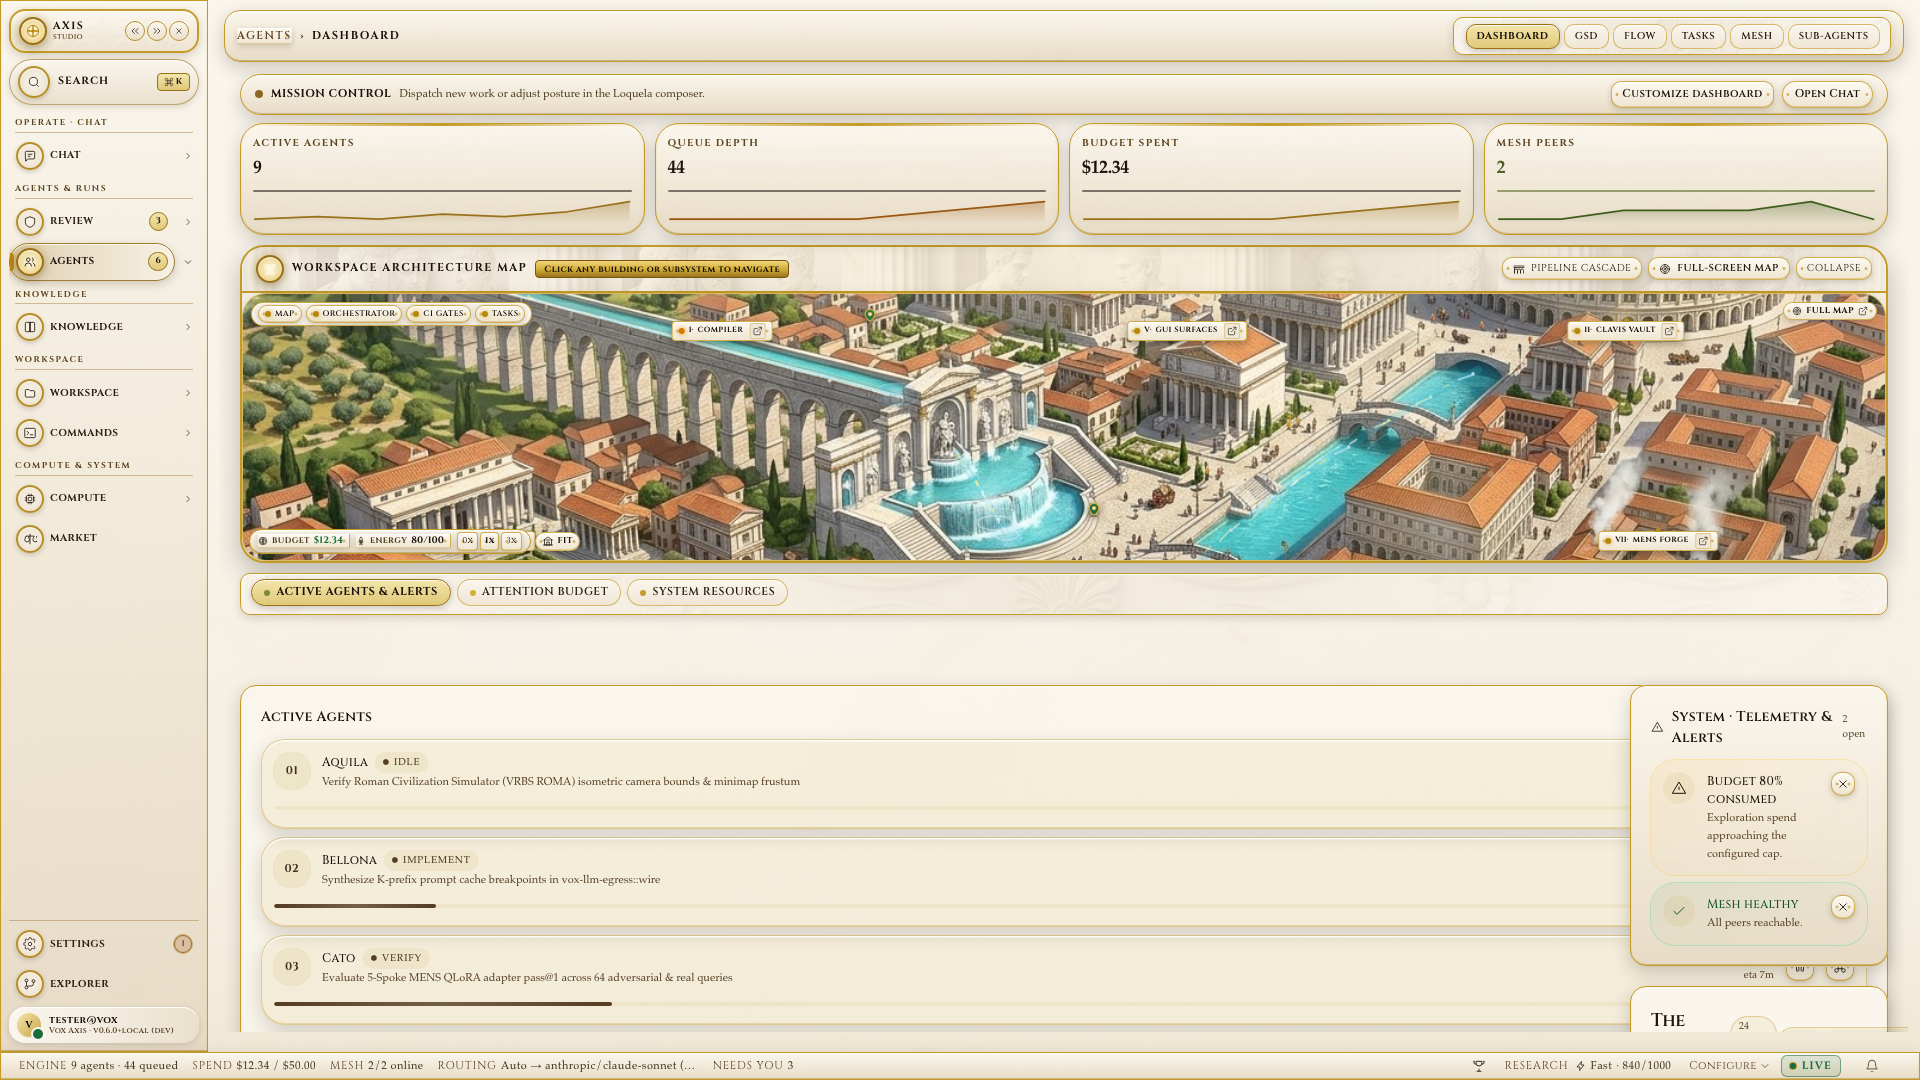 AXIS
STUDIO
SEARCH
⌘ K
OPERATE · CHAT
CHAT
AGENTS & RUNS
REVIEW 3
AGENTS 6
KNOWLEDGE
KNOWLEDGE
WORKSPACE
WORKSPACE
COMMANDS
COMPUTE & SYSTEM
COMPUTE
MARKET
SETTINGS 1
EXPLORER
V TESTER@VOX
VOX AXIS · V0.6.0+LOCAL (DEV)
AGENTS › DASHBOARD
DASHBOARD GSD FLOW TASKS MESH SUB-AGENTS
MISSION CONTROL Dispatch new work or adjust posture in the Loquela composer.
CUSTOMIZE DASHBOARD OPEN CHAT
ACTIVE AGENTS
9
QUEUE DEPTH
44
BUDGET SPENT
$12.34
MESH PEERS
2
WORKSPACE ARCHITECTURE MAP CLICK ANY BUILDING OR SUBSYSTEM TO NAVIGATE
PIPELINE CASCADE FULL-SCREEN MAP COLLAPSE
MAP ORCHESTRATOR CI GATES TASKS
I· COMPILER
V· GUI SURFACES
II· CLAVIS VAULT
FULL MAP
VII· MENS FORGE
BUDGET $12.34 ENERGY 80/100 0X 1X 3X FIT
ACTIVE AGENTS & ALERTS ATTENTION BUDGET SYSTEM RESOURCES
ACTIVE AGENTS
01 AQUILA IDLE
Verify Roman Civilization Simulator (VRBS ROMA) isometric camera bounds & minimap frustum
02 BELLONA IMPLEMENT
Synthesize K-prefix prompt cache breakpoints in vox-llm-egress::wire
03 CATO VERIFY
Evaluate 5-Spoke MENS QLoRA adapter pass@1 across 64 adversarial & real queries
eta 7m
SYSTEM · TELEMETRY & ALERTS
2 open
BUDGET 80% CONSUMED
Exploration spend
approaching the
configured cap.
MESH HEALTHY
All peers reachable.
THE
24
ENGINE 9 agents · 44 queued SPEND $12.34 / $50.00 MESH 2/2 online ROUTING Auto → anthropic/claude-sonnet (... NEEDS YOU 3
RESEARCH Fast · 840/1000 CONFIGURE LIVE